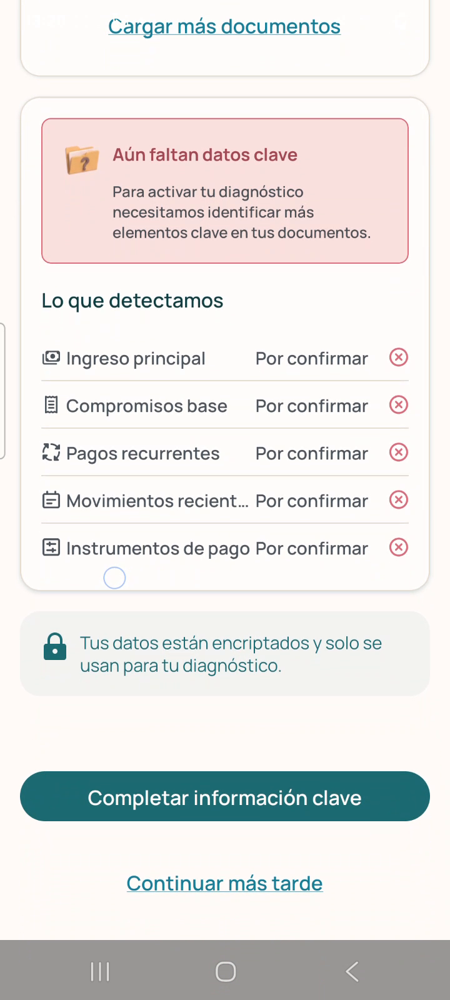 Cargar más documentos
Aún faltan datos clave
Para activar tu diagnóstico
necesitamos identificar más
elementos clave en tus documentos.
Lo que detectamos
Ingreso principal Por confirmar
Compromisos base Por confirmar
Pagos recurrentes Por confirmar
Movimientos recient... Por confirmar
Instrumentos de pago Por confirmar
Tus datos están encriptados y solo se
usan para tu diagnóstico.
Completar información clave
Continuar más tarde